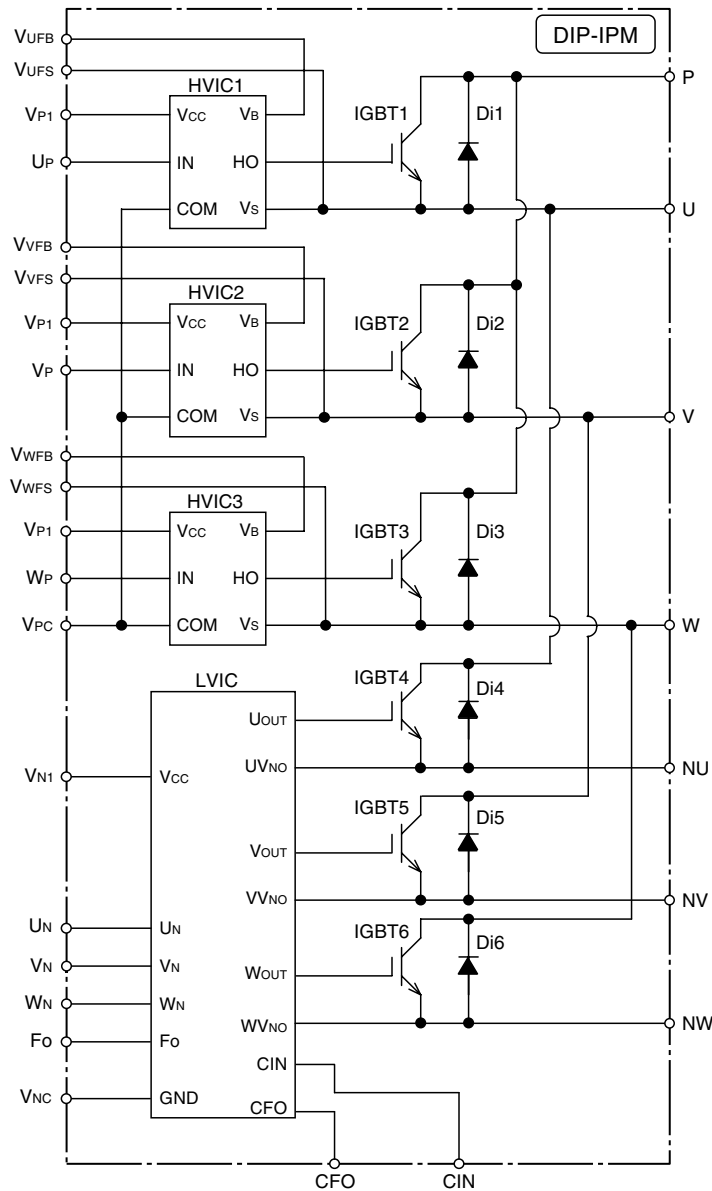 DIP-IPM
VUFB
VUFS
HVIC1
VP1
VCC
VB
IGBT1
Di1
P
UP
IN
HO
COM
VS
U
VVFB
VVFS
HVIC2
VP1
VCC
VB
IGBT2
Di2
VP
IN
HO
COM
VS
V
VWFB
VWFS
HVIC3
VP1
VCC
VB
IGBT3
Di3
WP
IN
HO
VPC
COM
VS
W
LVIC
IGBT4
Di4
UOUT
UVNO
NU
VN1
VCC
IGBT5
Di5
VOUT
VVNO
NV
UN
UN
IGBT6
Di6
VN
VN
WOUT
WN
WN
WVNO
NW
Fo
Fo
CIN
VNC
GND
CFO
CFO
CIN